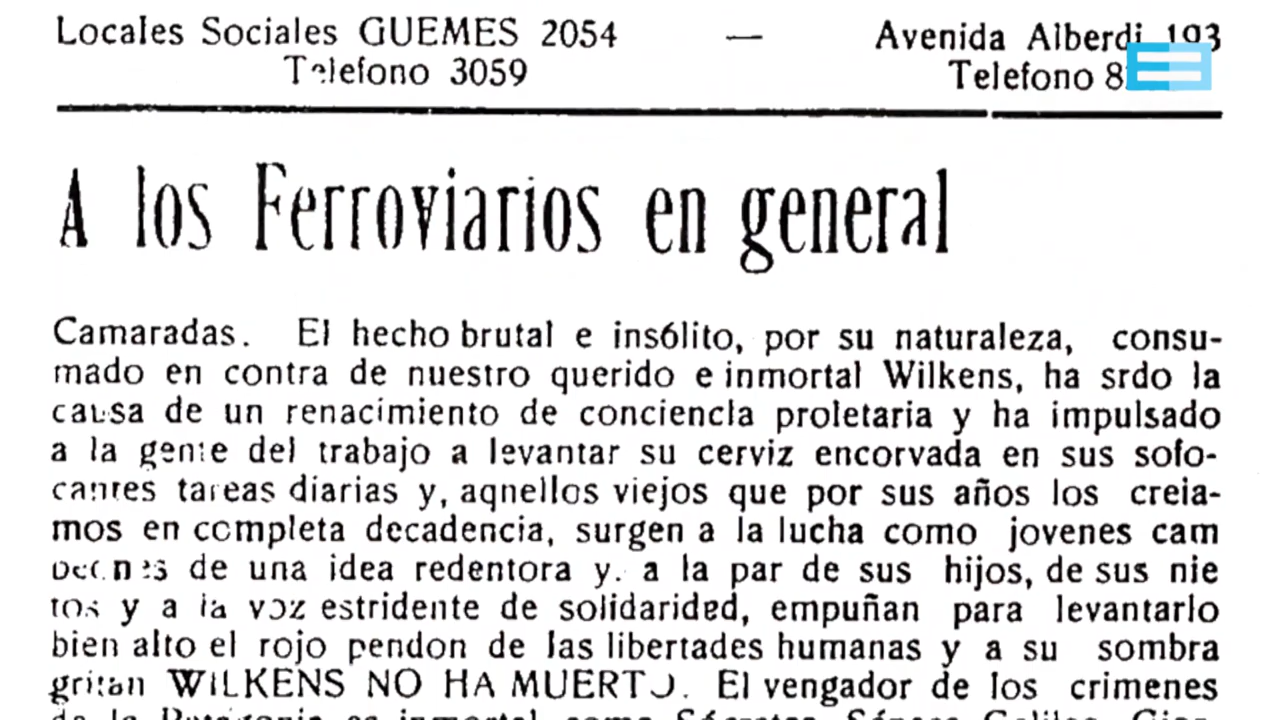 Locales Sociales GUEMES 2054 — Avenida Alberdi 193
Telefono 3059 Telefono
A los Ferroviarios en general
Camaradas. El hecho brutal e insólito, por su naturaleza, consu-
mado en contra de nuestro querido e inmortal Wilkens, ha srdo la
causa de un renacimiento de conciencla proletaria y ha impulsado
a la gente del trabajo a levantar su cerviz encorvada en sus sofo-
cantes tareas diarias y, aqnellos viejos que por sus años los creia-
mos en completa decadencia, surgen a la lucha como jovenes cam
de una idea redentora y. a la par de sus hijos, de sus nie
tos y a la voz estridente de solidarided, empuñan para levantarlo
bien alto el rojo pendon de las libertades humanas y a su sombra
gritan WiLKENS NO HA MUERTO. El vengador de los crimenes